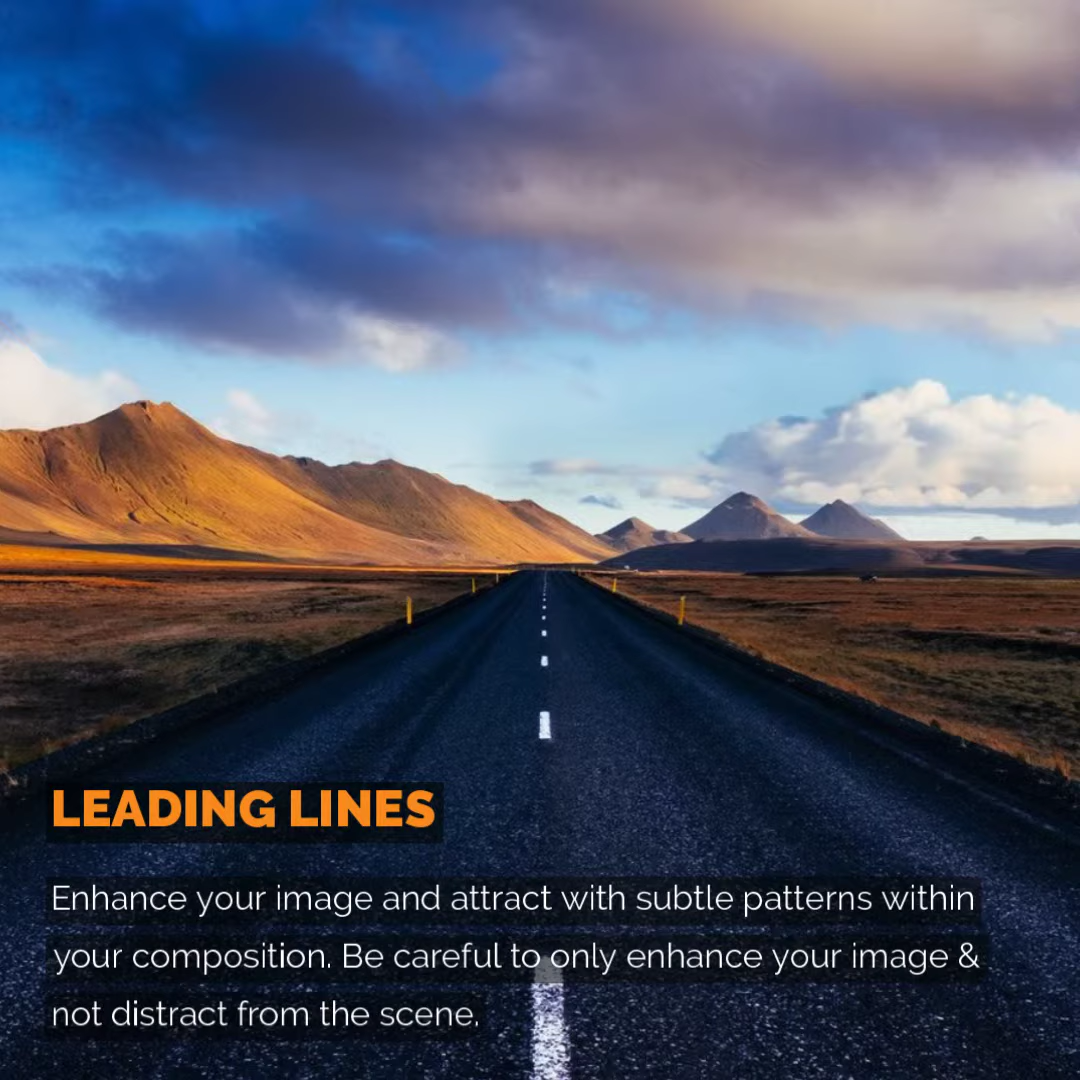 LEADING LINES
Enhance your image and attract with subtle patterns within
your composition. Be careful to only enhance your image &
not distract from the scene.